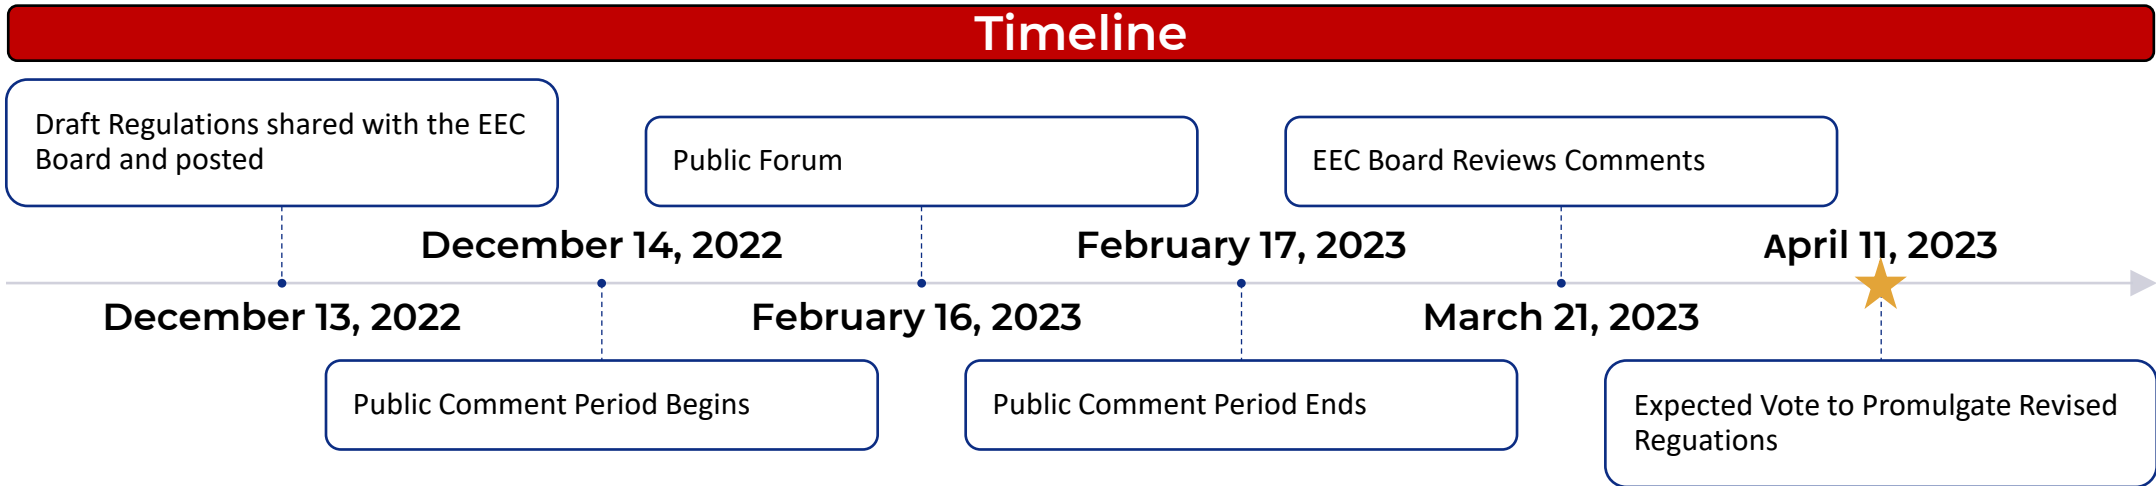 Timeline
Draft Regulations shared with the EEC
Board and posted
December 13, 2022
December 14, 2022
Public Comment Period Begins
Public Forum
February 16, 2023
February 17, 2023
Public Comment Period Ends
EEC Board Reviews Comments
March 21, 2023
April 11, 2023
Expected Vote to Promulgate Revised
Reguations